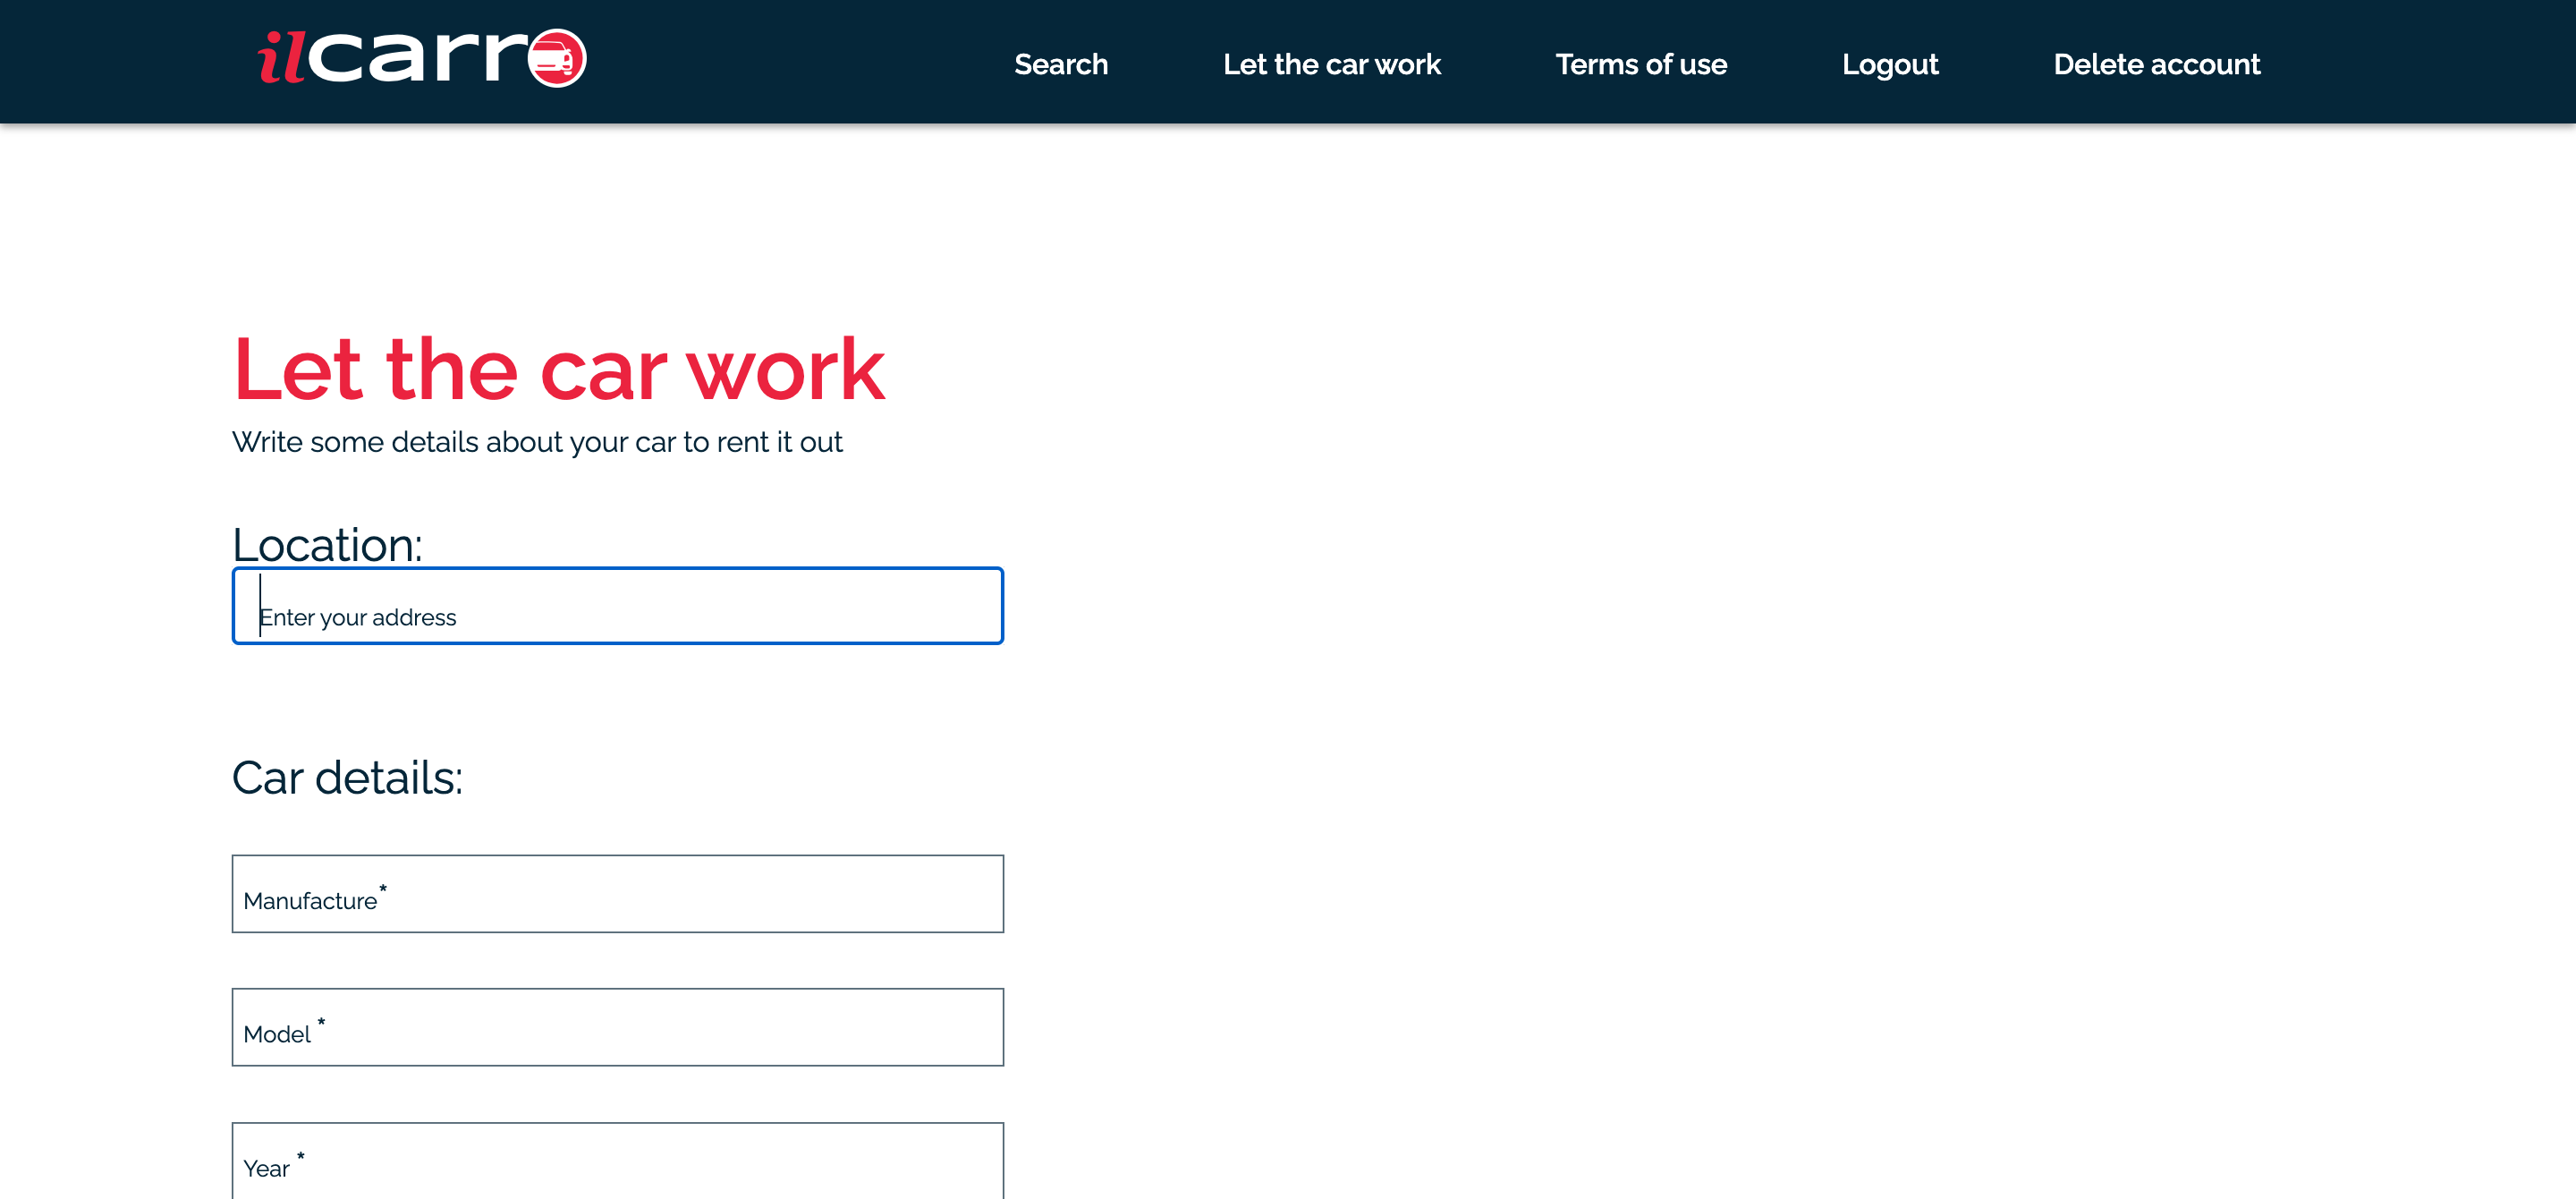 ilcarro
Search Let the car work Terms of use Logout Delete account
Let the car work
Write some details about your car to rent it out
Location:
Enter your address
Car details:
Manufacture*
Model *
Year *